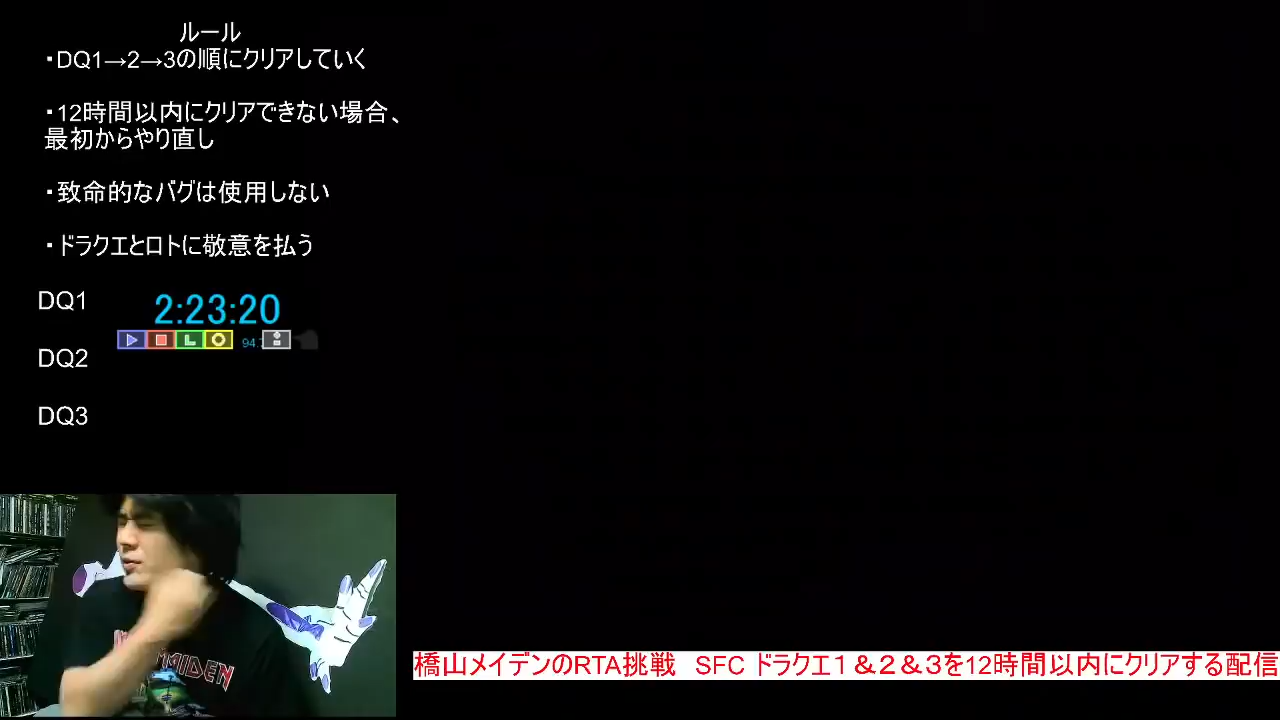 ルール
・DQ1→2→3の順にクリアしていく
・12時間以内にクリアできない場合、
最初からやり直し
・致命的なバグは使用しない
・ドラクエとロトに敬意を払う
DQ1 2:23:20
94.
DQ2
DQ3
MAIDEN
橋山メイデンのRTA挑戦 SFC ドラクエ１＆２＆３を12時間以内にクリアする配信